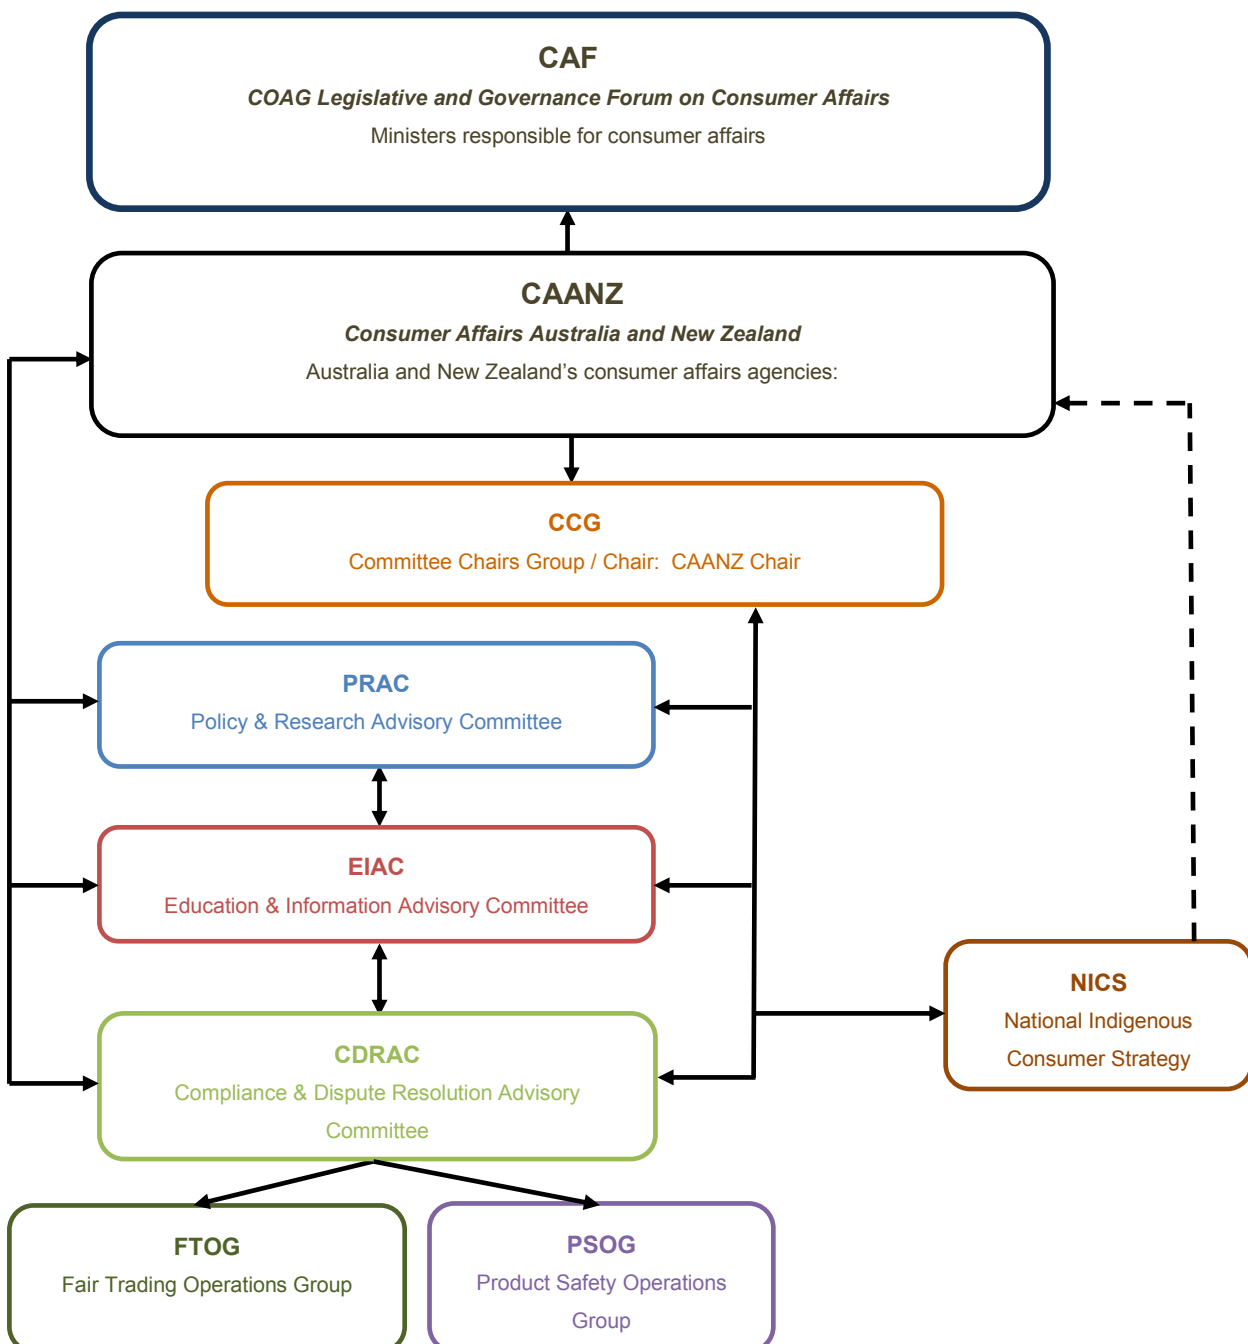 CAF
COAG Legislative and Governance Forum on Consumer Affairs
Ministers responsible for consumer affairs
CAANZ
Consumer Affairs Australia and New Zealand
Australia and New Zealand’s consumer affairs agencies:
CCG
Committee Chairs Group / Chair: CAANZ Chair
PRAC
Policy & Research Advisory Committee
EIAC
Education & Information Advisory Committee
NICS
National Indigenous
Consumer Strategy
CDRAC
Compliance & Dispute Resolution Advisory
Committee
FTOG
Fair Trading Operations Group
PSOG
Product Safety Operations
Group